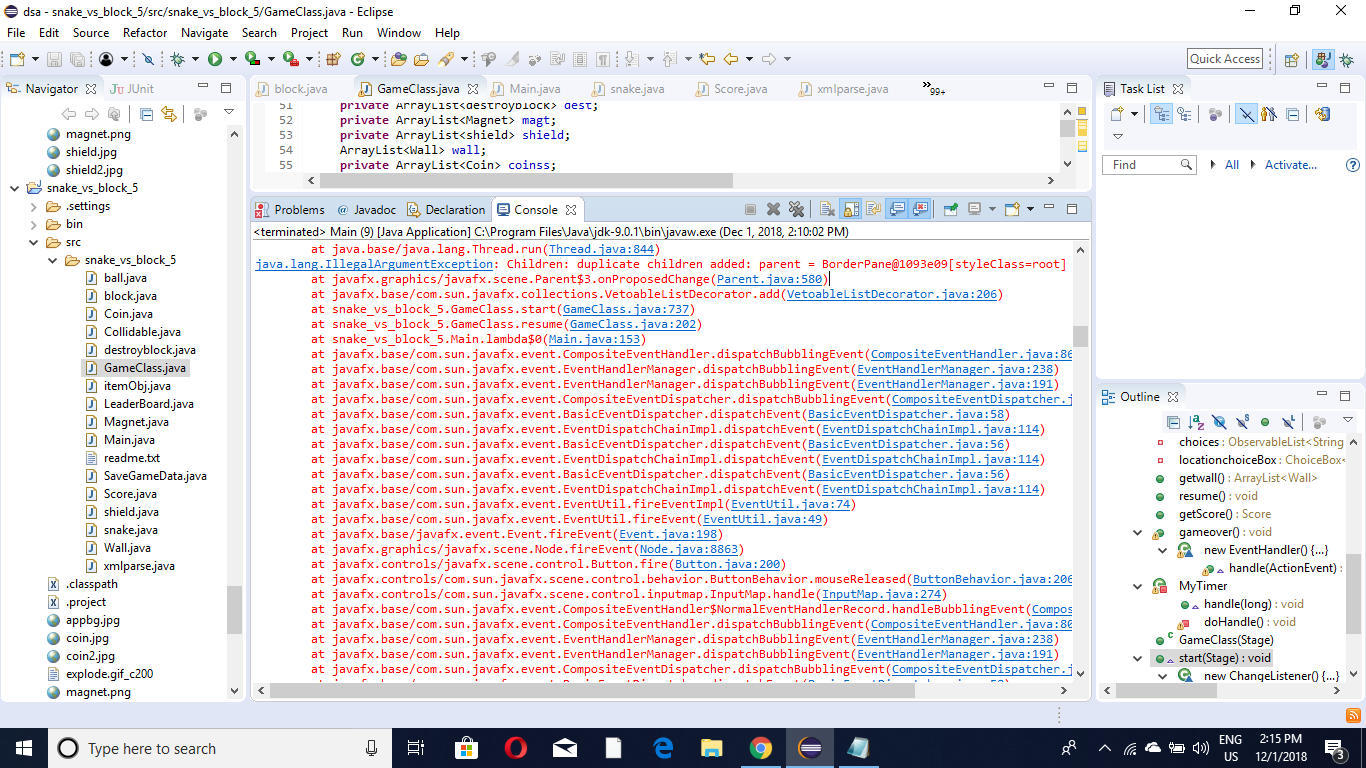 dsa - snake_vs_block_5/src/snake_vs_block_5/GameClass.java - Eclipse
File Edit Source Refactor Navigate Search Project Run Window Help
Quick Access
Navigator
JUnit
magnet.png
shield.jpg
shield2.jpg
snake_vs_block_5
.settings
bin
src
snake_vs_block_5
ball.java
block.java
Coin.java
Collidable.java
destroyblock.java
GameClass.java
itemObj.java
LeaderBoard.java
Magnet.java
Main.java
readme.txt
SaveGameData.java
Score.java
shield.java
snake.java
Wall.java
xmlparse.java
.classpath
.project
appbg.jpg
coin.jpg
coin2.jpg
explode.gif_c200
magnet.png
block.java GameClass.java Main.java snake.java Score.java xmlparse.java »99+
51 private ArrayList<destroyblock> dest;
52 private ArrayList<Magnet> magt;
53 private ArrayList<shield> shield;
54 ArrayList<Wall> wall;
55 private ArrayList<Coin> coinss;
Problems @ Javadoc Declaration Console
<terminated> Main (9) [Java Application] C:\Program Files\Java\jdk-9.0.1\bin\javaw.exe (Dec 1, 2018, 2:10:02 PM)
at java.base/java.lang.Thread.run(Thread.java:844)
java.lang.IllegalArgumentException: Children: duplicate children added: parent = BorderPane@1093e09[styleClass=root]
at javafx.graphics/javafx.scene.Parent$3.onProposedChange(Parent.java:580)
at javafx.base/com.sun.javafx.collections.VetoableListDecorator.add(VetoableListDecorator.java:206)
at snake_vs_block_5.GameClass.start(GameClass.java:737)
at snake_vs_block_5.GameClass.resume(GameClass.java:202)
at snake_vs_block_5.Main.lambda$0(Main.java:153)
at javafx.base/com.sun.javafx.event.CompositeEventHandler.dispatchBubblingEvent(CompositeEventHandler.java:86
at javafx.base/com.sun.javafx.event.EventHandlerManager.dispatchBubblingEvent(EventHandlerManager.java:238)
at javafx.base/com.sun.javafx.event.EventHandlerManager.dispatchBubblingEvent(EventHandlerManager.java:191)
at javafx.base/com.sun.javafx.event.CompositeEventDispatcher.dispatchBubblingEvent(CompositeEventDispatcher.j
at javafx.base/com.sun.javafx.event.BasicEventDispatcher.dispatchEvent(BasicEventDispatcher.java:58)
at javafx.base/com.sun.javafx.event.EventDispatchChainImpl.dispatchEvent(EventDispatchChainImpl.java:114)
at javafx.base/com.sun.javafx.event.BasicEventDispatcher.dispatchEvent(BasicEventDispatcher.java:56)
at javafx.base/com.sun.javafx.event.EventDispatchChainImpl.dispatchEvent(EventDispatchChainImpl.java:114)
at javafx.base/com.sun.javafx.event.BasicEventDispatcher.dispatchEvent(BasicEventDispatcher.java:56)
at javafx.base/com.sun.javafx.event.EventDispatchChainImpl.dispatchEvent(EventDispatchChainImpl.java:114)
at javafx.base/com.sun.javafx.event.EventUtil.fireEventImpl(EventUtil.java:74)
at javafx.base/com.sun.javafx.event.EventUtil.fireEvent(EventUtil.java:49)
at javafx.base/javafx.event.Event.fireEvent(Event.java:198)
at javafx.graphics/javafx.scene.Node.fireEvent(Node.java:8863)
at javafx.controls/javafx.scene.control.Button.fire(Button.java:200)
at javafx.controls/com.sun.javafx.scene.control.behavior.ButtonBehavior.mouseReleased(ButtonBehavior.java:206
at javafx.controls/com.sun.javafx.scene.control.inputmap.InputMap.handle(InputMap.java:274)
at javafx.base/com.sun.javafx.event.CompositeEventHandler$NormalEventHandlerRecord.handleBubblingEvent(Compos
at javafx.base/com.sun.javafx.event.CompositeEventHandler.dispatchBubblingEvent(CompositeEventHandler.java:80
at javafx.base/com.sun.javafx.event.EventHandlerManager.dispatchBubblingEvent(EventHandlerManager.java:238)
at javafx.base/com.sun.javafx.event.EventHandlerManager.dispatchBubblingEvent(EventHandlerManager.java:191)
at javafx.base/com.sun.javafx.event.CompositeEventDispatcher.dispatchBubblingEvent(CompositeEventDispatcher.j
Task List
Find All Activate...
Outline
choices : ObservableList<String
locationchoiceBox : ChoiceBox<
getwall() : ArrayList<Wall>
resume() : void
getScore() : Score
gameover() : void
new EventHandler() {...}
handle(ActionEvent) :
MyTimer
handle(long) : void
doHandle() : void
GameClass(Stage)
start(Stage) : void
new ChangeListener() {...}
Type here to search
ENG
US
2:15 PM
12/1/2018
3